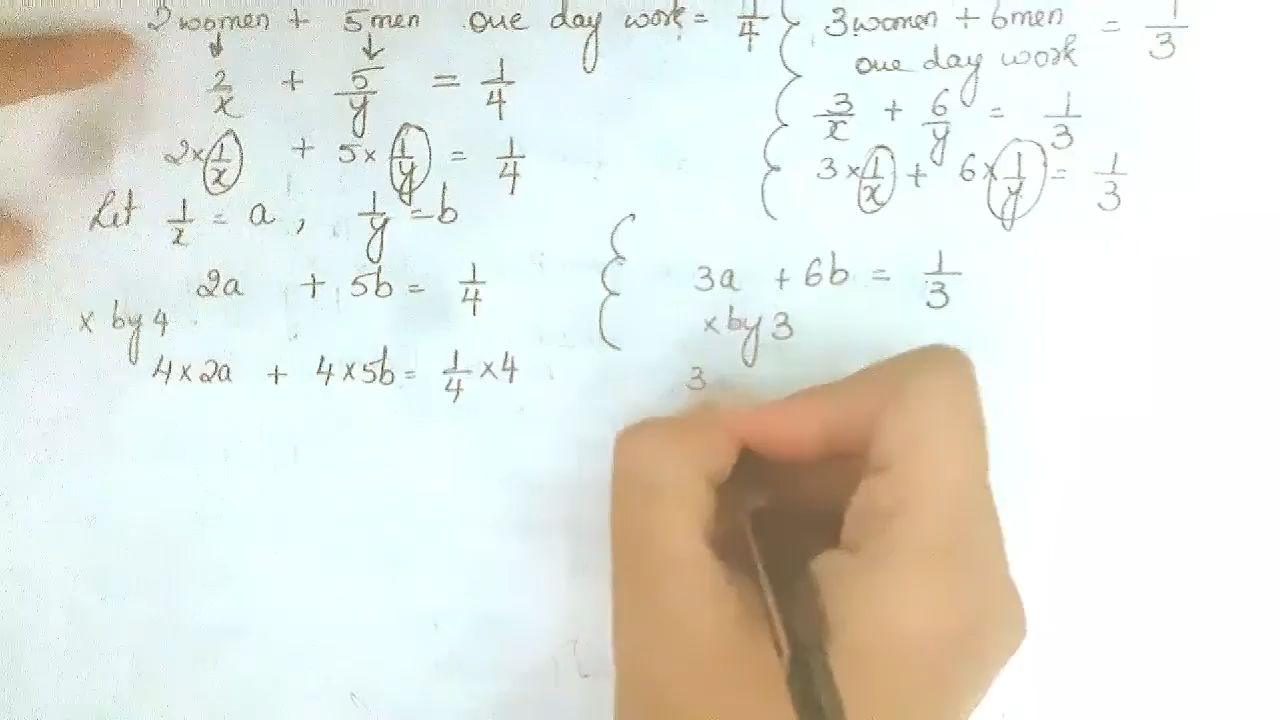 2 women + 5 men one day work = 1/4
2/x + 5/y = 1/4
2 × 1/x + 5 × 1/y = 1/4
Let 1/x = a , 1/y = b
2a + 5b = 1/4
× by 4
4×2a + 4×5b = 1/4 ×4
3 women + 6 men = 1/3
one day work
3/x + 6/y = 1/3
3 × 1/x + 6 × 1/y = 1/3
3a + 6b = 1/3
× by 3
3